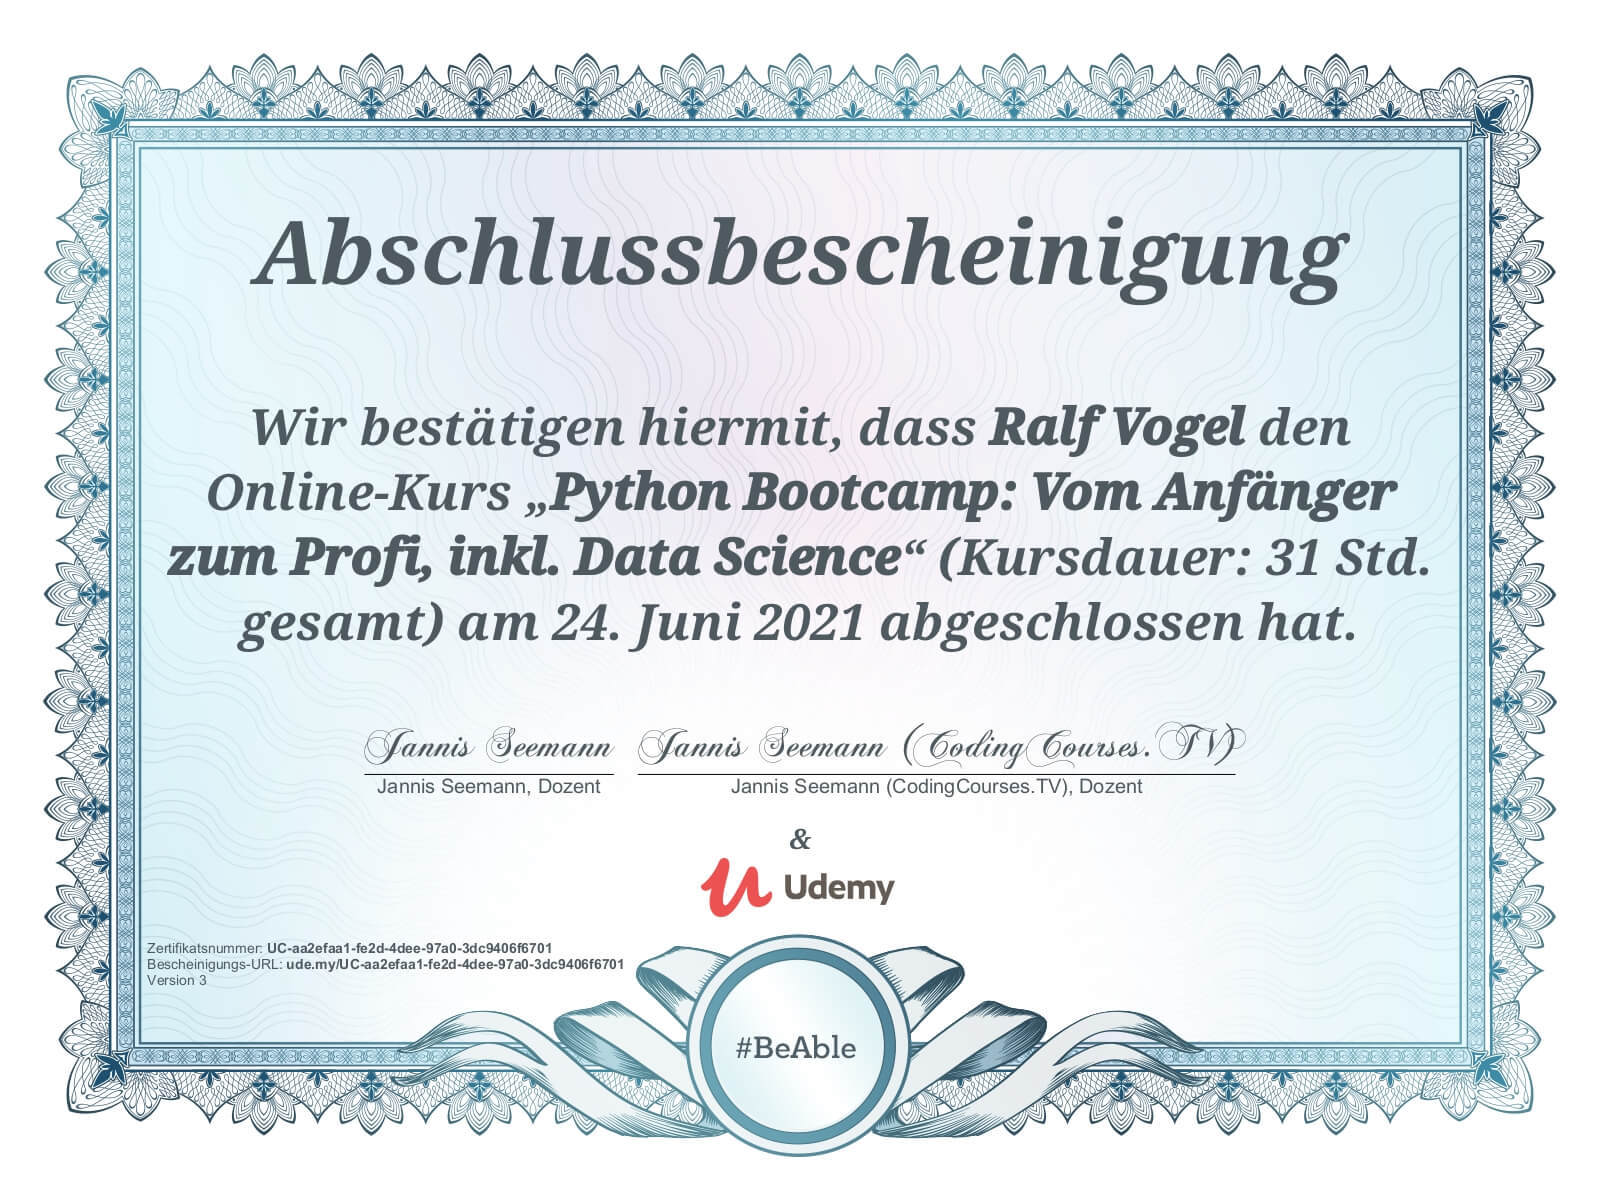 Abschlussbescheinigung
Wir bestätigen hiermit, dass Ralf Vogel den
Online-Kurs „Python Bootcamp: Vom Anfänger
zum Profi, inkl. Data Science“ (Kursdauer: 31 Std.
gesamt) am 24. Juni 2021 abgeschlossen hat.
Jannis Seemann Jannis Seemann (CodingCourses.TV)
Jannis Seemann, Dozent Jannis Seemann (CodingCourses.TV), Dozent
&
Udemy
Zertifikatsnummer: UC-aa2efaa1-fe2d-4dee-97a0-3dc9406f6701
Bescheinigungs-URL: ude.my/UC-aa2efaa1-fe2d-4dee-97a0-3dc9406f6701
Version 3
#BeAble